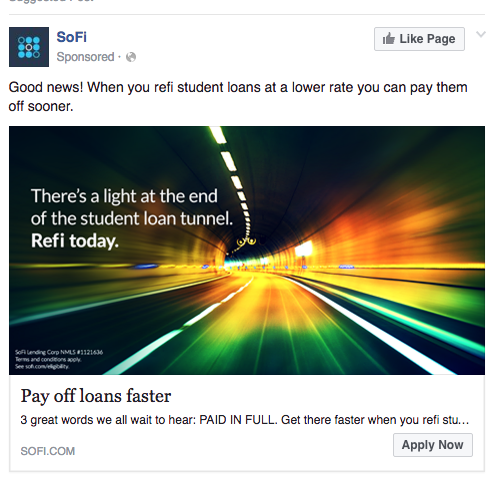 SoFi
Sponsored ·
Like Page
Good news! When you refi student loans at a lower rate you can pay them
off sooner.
There's a light at the end
of the student loan tunnel.
Refi today.
SoFi Lending Corp NMLS #1121636
Terms and conditions apply.
See sofi.com/eligibility.
Pay off loans faster
3 great words we all wait to hear: PAID IN FULL. Get there faster when you refi stu...
SOFI.COM
Apply Now